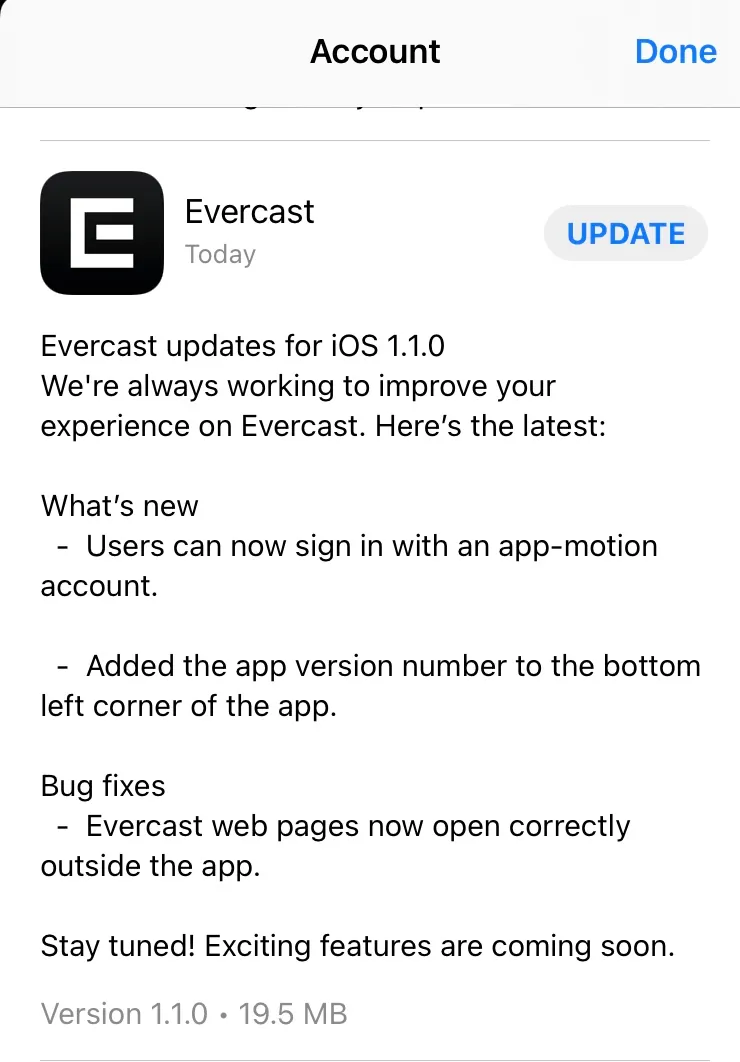 Account
Done
Evercast
Today
UPDATE
Evercast updates for iOS 1.1.0
We're always working to improve your
experience on Evercast. Here’s the latest:
What’s new
- Users can now sign in with an app-motion
account.
- Added the app version number to the bottom
left corner of the app.
Bug fixes
- Evercast web pages now open correctly
outside the app.
Stay tuned! Exciting features are coming soon.
Version 1.1.0 • 19.5 MB